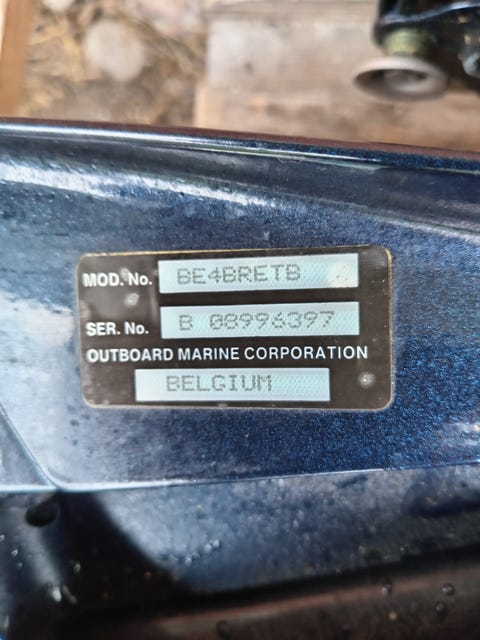 MOD. No. BE4BRETB
SER. No. B 08996397
OUTBOARD MARINE CORPORATION
BELGIUM